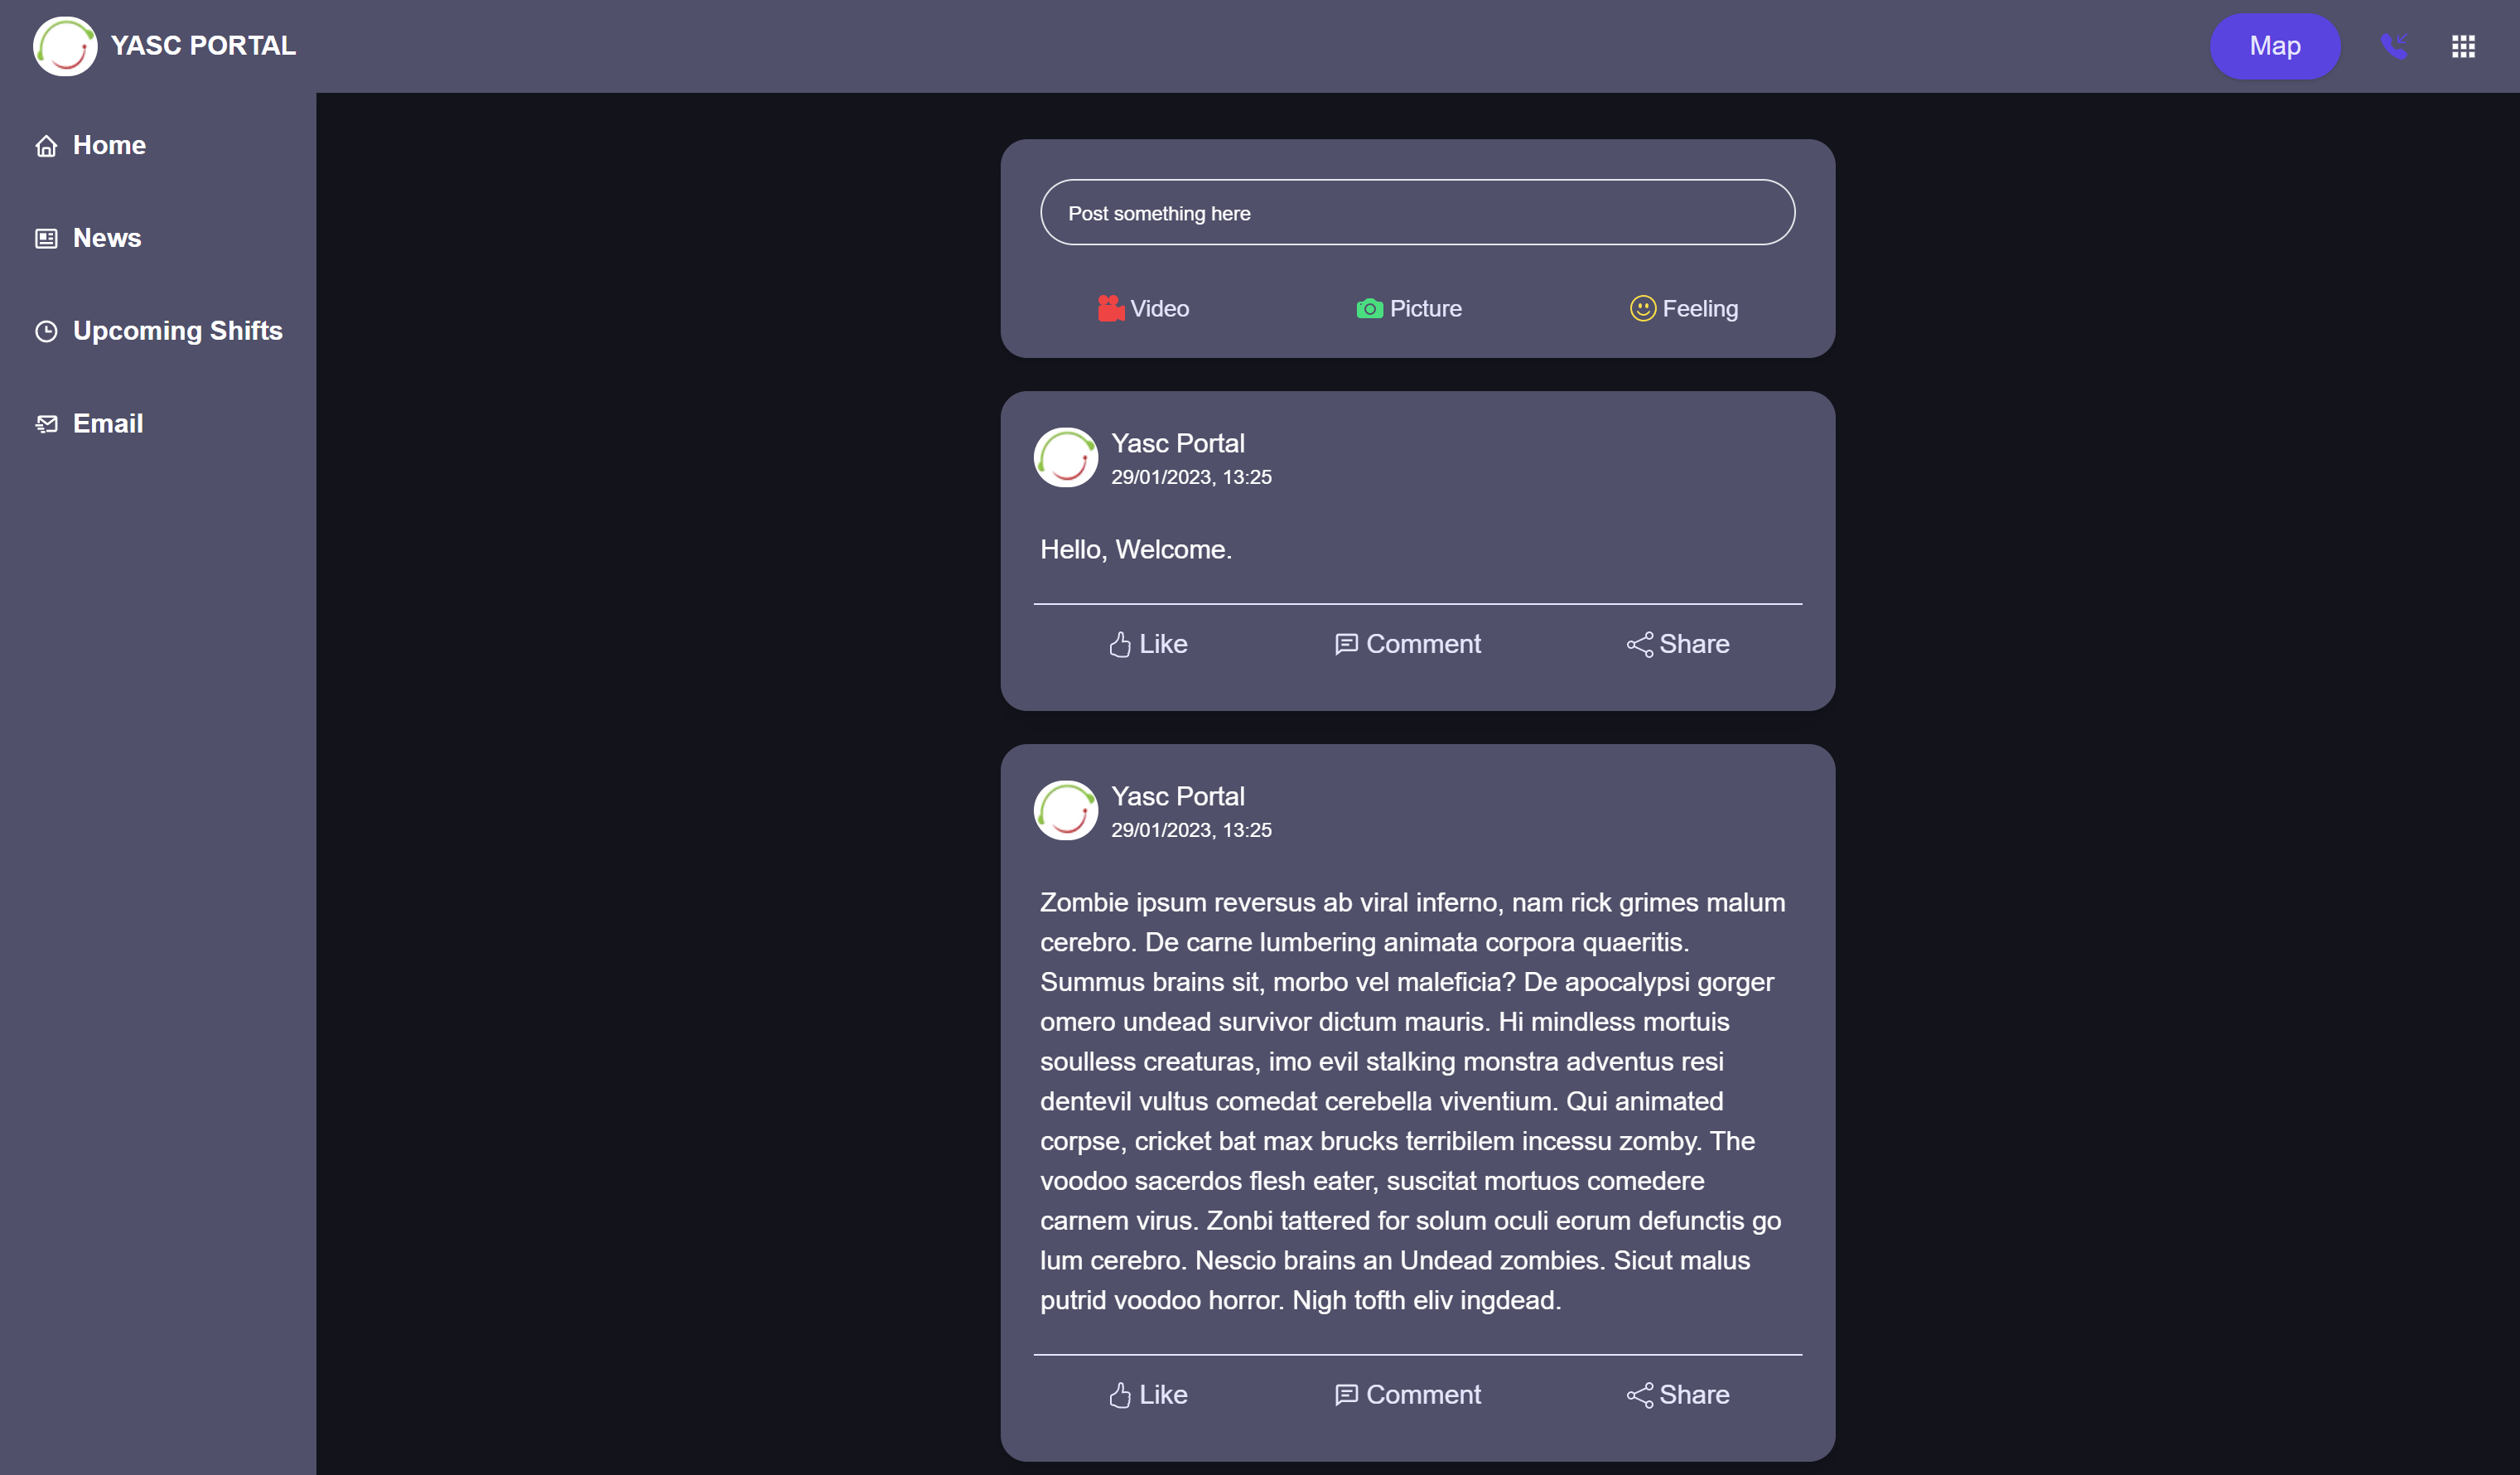 YASC PORTAL
Map
Home
News
Upcoming Shifts
Email
Post something here
Video
Picture
Feeling
Yasc Portal
29/01/2023, 13:25
Hello, Welcome.
Like
Comment
Share
Yasc Portal
29/01/2023, 13:25
Zombie ipsum reversus ab viral inferno, nam rick grimes malum
cerebro. De carne lumbering animata corpora quaeritis.
Summus brains sit, morbo vel maleficia? De apocalypsi gorger
omero undead survivor dictum mauris. Hi mindless mortuis
soulless creaturas, imo evil stalking monstra adventus resi
dentevil vultus comedat cerebella viventium. Qui animated
corpse, cricket bat max brucks terribilem incessu zomby. The
voodoo sacerdos flesh eater, suscitat mortuos comedere
carnem virus. Zonbi tattered for solum oculi eorum defunctis go
lum cerebro. Nescio brains an Undead zombies. Sicut malus
putrid voodoo horror. Nigh tofth eliv ingdead.
Like
Comment
Share